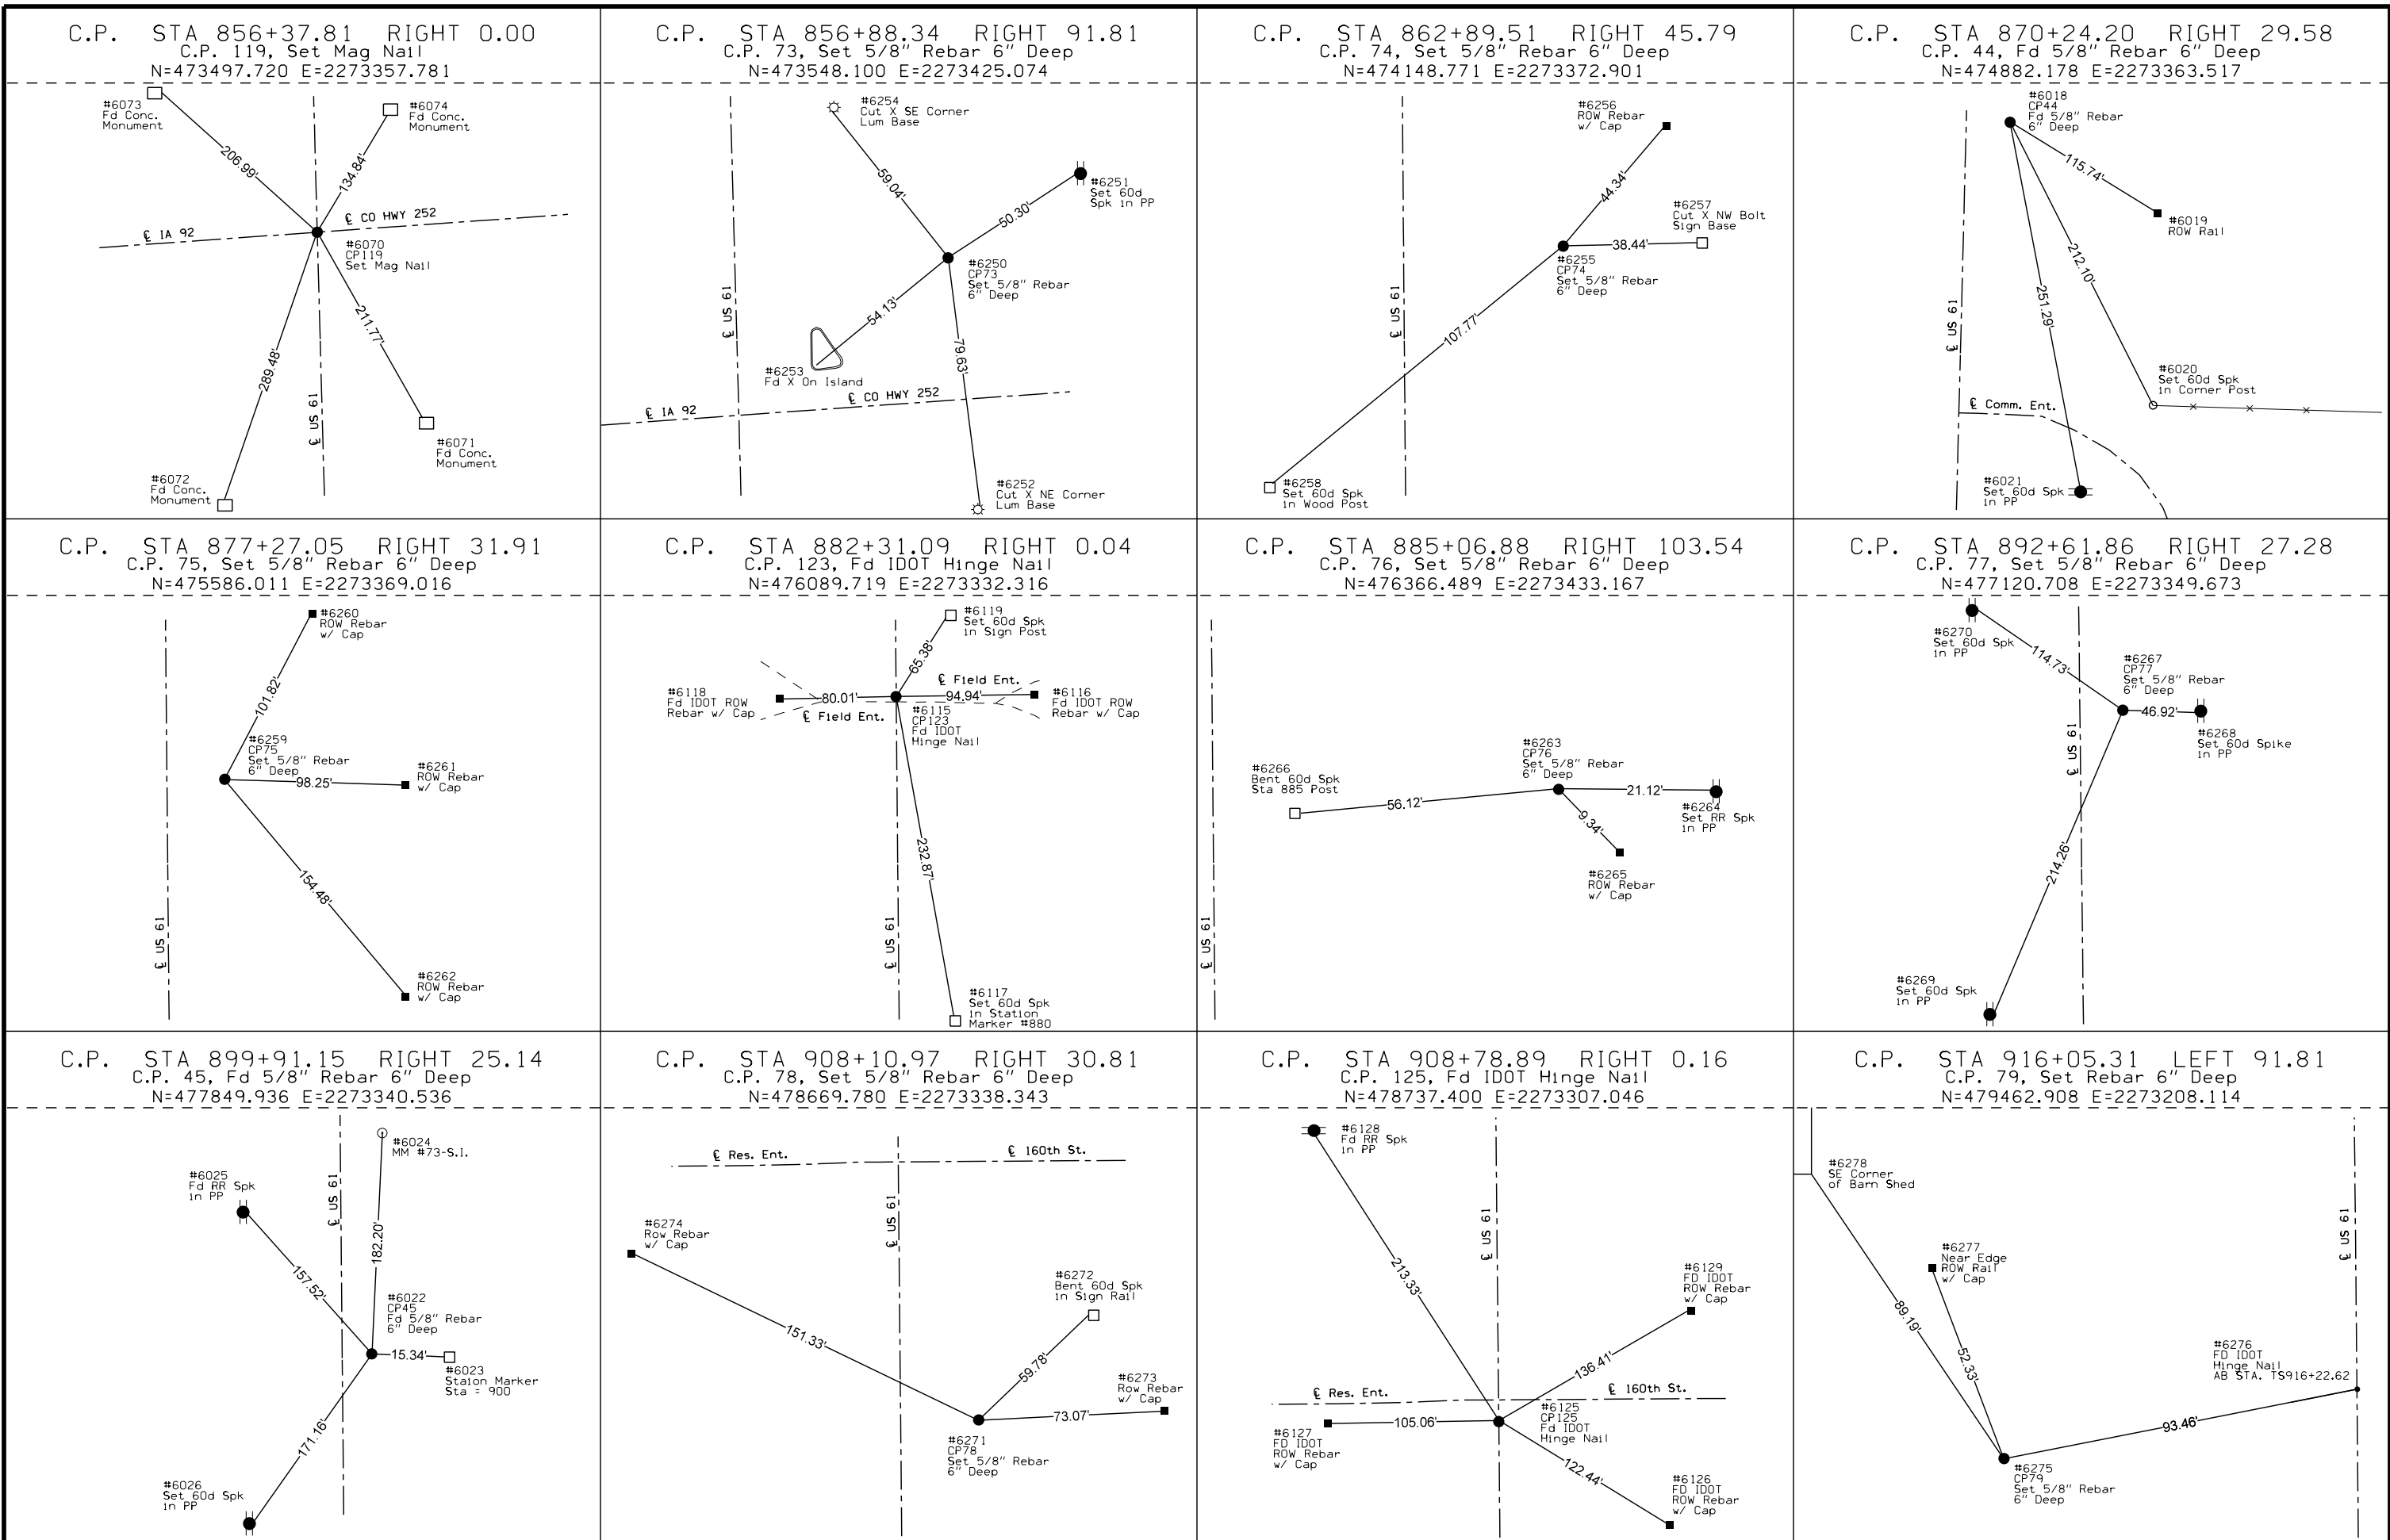 C.P. STA 856+37.81 RIGHT 0.00
C.P. 119, Set Mag Nail
N=473497.720 E=2273357.781
#6073
Fd Conc.
Monument
#6074
Fd Conc.
Monument
206.99'
134.84'
℄ CO HWY 252
℄ IA 92
#6070
CP119
Set Mag Nail
211.77'
289.48'
℄ US 61
#6071
Fd Conc.
Monument
#6072
Fd Conc.
Monument
C.P. STA 856+88.34 RIGHT 91.81
C.P. 73, Set 5/8" Rebar 6" Deep
N=473548.100 E=2273425.074
#6254
Cut X SE Corner
Lum Base
59.04'
#6251
Set 60d
Spk in PP
50.30'
#6250
CP73
Set 5/8" Rebar
6" Deep
℄ US 61
54.13'
79.63'
#6253
Fd X On Island
℄ CO HWY 252
℄ IA 92
#6252
Cut X NE Corner
Lum Base
C.P. STA 862+89.51 RIGHT 45.79
C.P. 74, Set 5/8" Rebar 6" Deep
N=474148.771 E=2273372.901
#6256
ROW Rebar
w/ Cap
44.34'
#6257
Cut X NW Bolt
Sign Base
38.44'
#6255
CP74
Set 5/8" Rebar
6" Deep
℄ US 61
107.77'
#6258
Set 60d Spk
in Wood Post
C.P. STA 870+24.20 RIGHT 29.58
C.P. 44, Fd 5/8" Rebar 6" Deep
N=474882.178 E=2273363.517
#6018
CP44
Fd 5/8" Rebar
6" Deep
115.74'
#6019
ROW Rail
212.10'
251.29'
℄ US 61
#6020
Set 60d Spk
in Corner Post
℄ Comm. Ent.
#6021
Set 60d Spk
in PP
C.P. STA 877+27.05 RIGHT 31.91
C.P. 75, Set 5/8" Rebar 6" Deep
N=475586.011 E=2273369.016
#6260
ROW Rebar
w/ Cap
101.82'
#6259
CP75
Set 5/8" Rebar
6" Deep
98.25'
#6261
ROW Rebar
w/ Cap
154.48'
℄ US 61
#6262
ROW Rebar
w/ Cap
C.P. STA 882+31.09 RIGHT 0.04
C.P. 123, Fd IDOT Hinge Nail
N=476089.719 E=2273332.316
#6119
Set 60d Spk
in Sign Post
65.38'
℄ Field Ent.
#6118
Fd IDOT ROW
Rebar w/ Cap
80.01'
94.94'
#6116
Fd IDOT ROW
Rebar w/ Cap
℄ Field Ent.
#6115
CP123
Fd IDOT
Hinge Nail
232.87'
℄ US 61
#6117
Set 60d Spk
in Station
Marker #880
C.P. STA 885+06.88 RIGHT 103.54
C.P. 76, Set 5/8" Rebar 6" Deep
N=476366.489 E=2273433.167
#6263
CP76
Set 5/8" Rebar
6" Deep
#6266
Bent 60d Spk
Sta 885 Post
56.12'
21.12'
#6264
Set RR Spk
in PP
9.34'
#6265
ROW Rebar
w/ Cap
℄ US 61
C.P. STA 892+61.86 RIGHT 27.28
C.P. 77, Set 5/8" Rebar 6" Deep
N=477120.708 E=2273349.673
#6270
Set 60d Spk
in PP
114.73'
#6267
CP77
Set 5/8" Rebar
6" Deep
46.92'
#6268
Set 60d Spike
in PP
℄ US 61
214.26'
#6269
Set 60d Spk
in PP
C.P. STA 899+91.15 RIGHT 25.14
C.P. 45, Fd 5/8" Rebar 6" Deep
N=477849.936 E=2273340.536
#6024
MM #73-S.I.
#6025
Fd RR Spk
in PP
℄ US 61
182.20'
157.52'
#6022
CP45
Fd 5/8" Rebar
6" Deep
15.34'
#6023
Staion Marker
Sta = 900
171.16'
#6026
Set 60d Spk
in PP
C.P. STA 908+10.97 RIGHT 30.81
C.P. 78, Set 5/8" Rebar 6" Deep
N=478669.780 E=2273338.343
℄ Res. Ent.
℄ 160th St.
℄ US 61
#6274
Row Rebar
w/ Cap
#6272
Bent 60d Spk
in Sign Rail
151.33'
59.78'
#6273
Row Rebar
w/ Cap
73.07'
#6271
CP78
Set 5/8" Rebar
6" Deep
C.P. STA 908+78.89 RIGHT 0.16
C.P. 125, Fd IDOT Hinge Nail
N=478737.400 E=2273307.046
#6128
Fd RR Spk
in PP
℄ US 61
213.33'
#6129
FD IDOT
ROW Rebar
w/ Cap
136.41'
℄ Res. Ent.
℄ 160th St.
105.06'
#6125
CP125
Fd IDOT
Hinge Nail
#6127
FD IDOT
ROW Rebar
w/ Cap
122.44'
#6126
FD IDOT
ROW Rebar
w/ Cap
C.P. STA 916+05.31 LEFT 91.81
C.P. 79, Set Rebar 6" Deep
N=479462.908 E=2273208.114
#6278
SE Corner
of Barn Shed
℄ US 61
#6277
Near Edge
ROW Rail
w/ Cap
89.19'
52.33'
#6276
FD IDOT
Hinge Nail
AB STA. TS916+22.62
93.46'
#6275
CP79
Set 5/8" Rebar
6" Deep